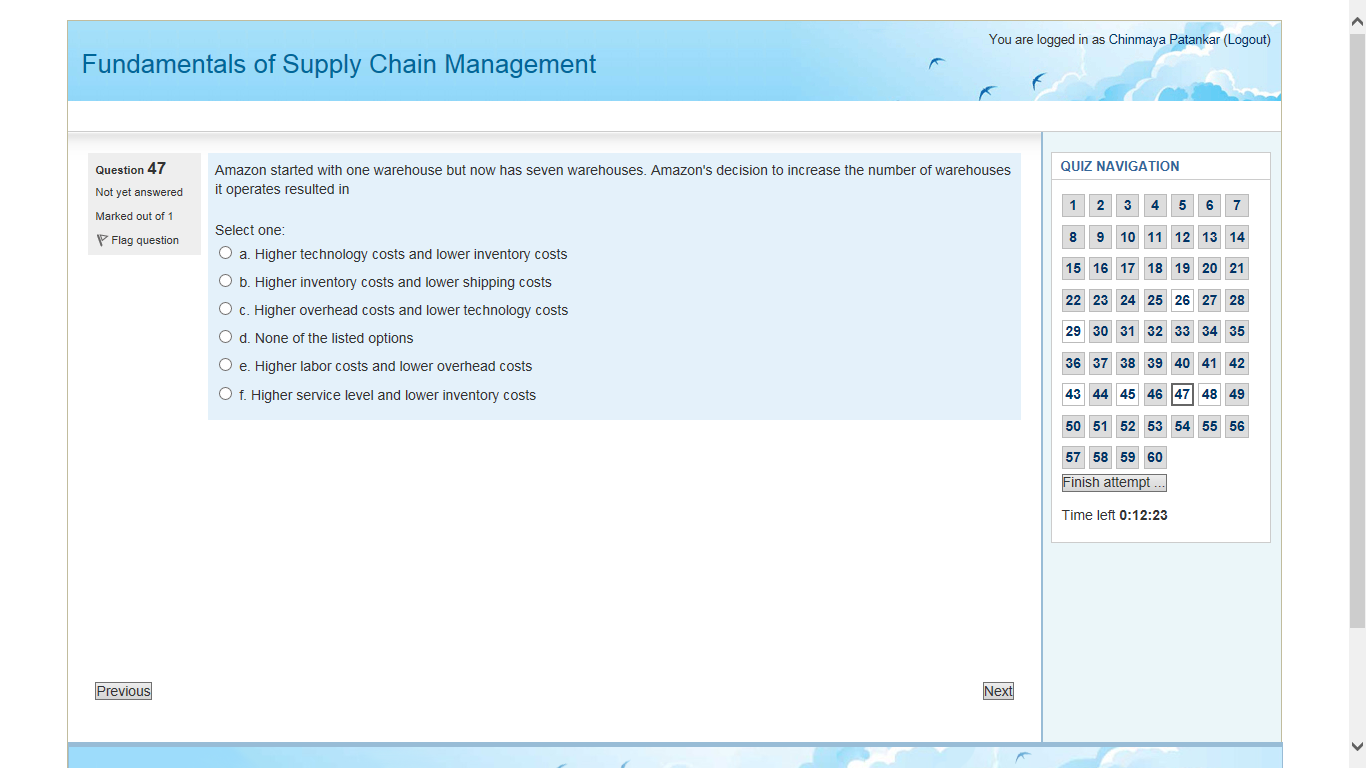 You are logged in as Chinmaya Patankar (Logout)
Fundamentals of Supply Chain Management
Question 47
Not yet answered
Marked out of 1
Flag question
Amazon started with one warehouse but now has seven warehouses. Amazon's decision to increase the number of warehouses
it operates resulted in
Select one:
a. Higher technology costs and lower inventory costs
b. Higher inventory costs and lower shipping costs
c. Higher overhead costs and lower technology costs
d. None of the listed options
e. Higher labor costs and lower overhead costs
f. Higher service level and lower inventory costs
Previous
Next
QUIZ NAVIGATION
1 2 3 4 5 6 7
8 9 10 11 12 13 14
15 16 17 18 19 20 21
22 23 24 25 26 27 28
29 30 31 32 33 34 35
36 37 38 39 40 41 42
43 44 45 46 47 48 49
50 51 52 53 54 55 56
57 58 59 60
Finish attempt ...
Time left 0:12:23